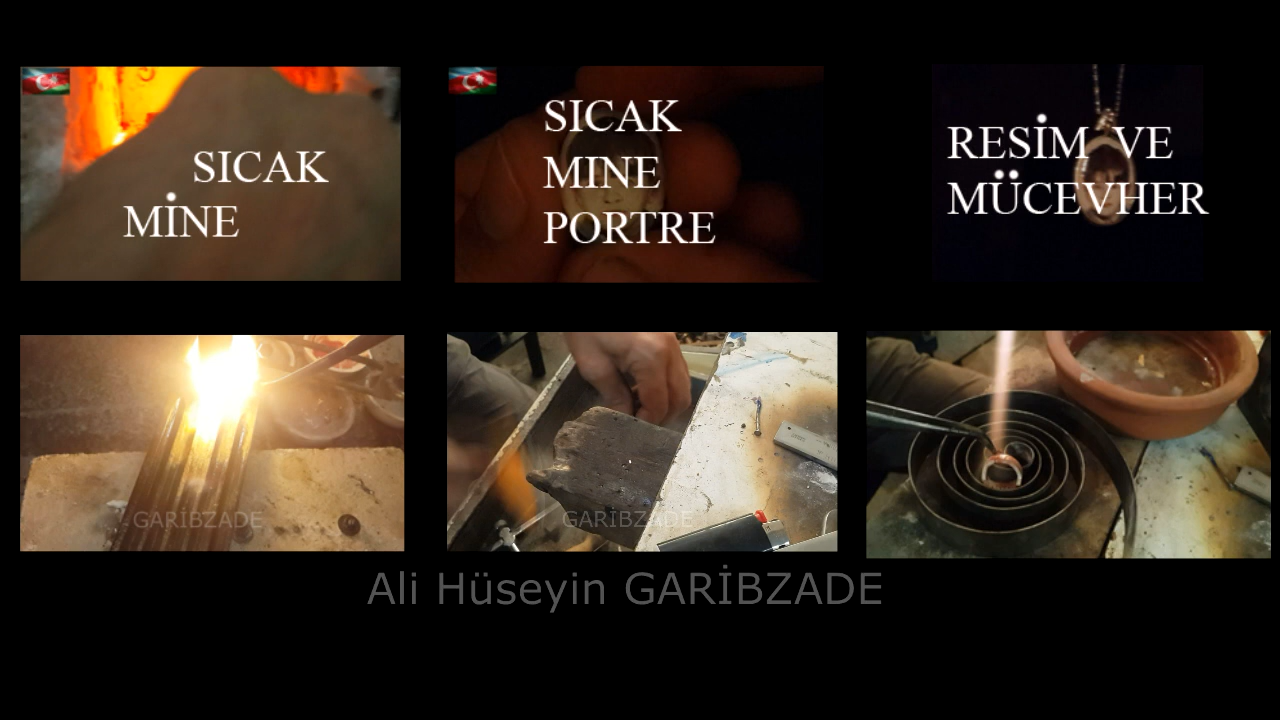 SICAK
MİNE
SICAK
MINE
PORTRE
RESİM VE
MÜCEVHER
GARİBZADE
GARİBZADE
Ali Hüseyin GARİBZADE